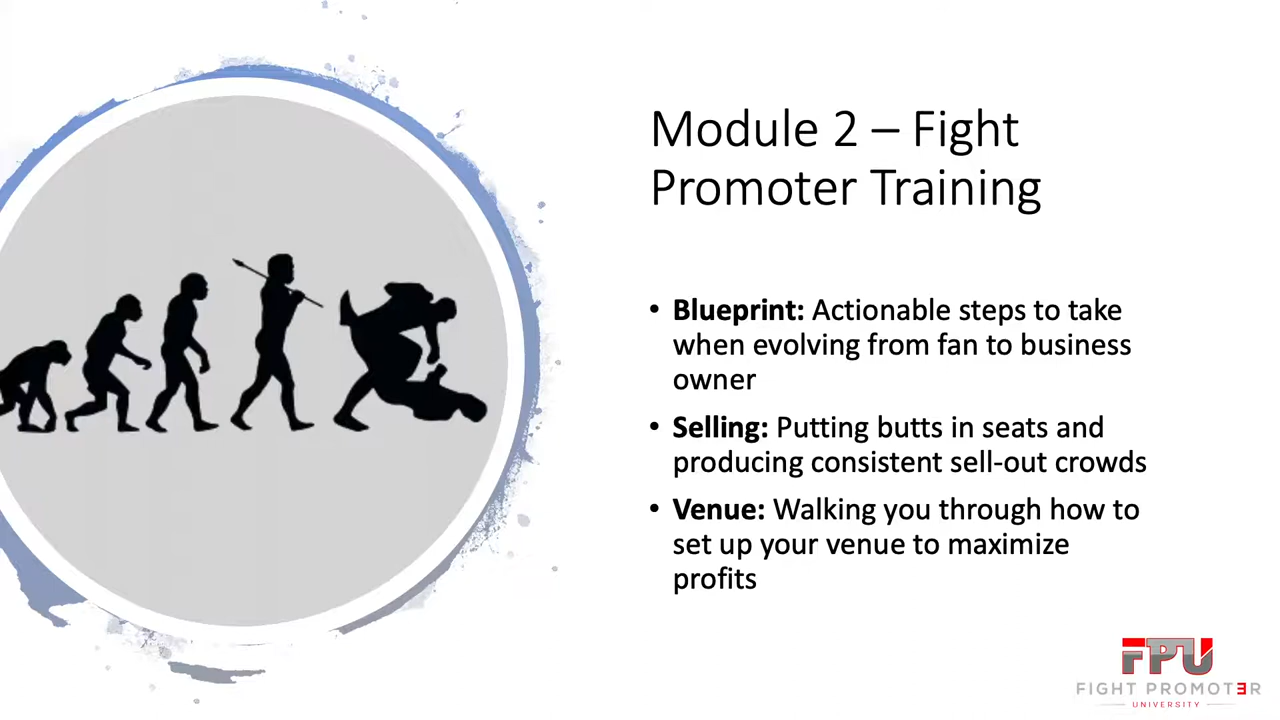 Module 2 – Fight
Promoter Training
• Blueprint: Actionable steps to take
when evolving from fan to business
owner
• Selling: Putting butts in seats and
producing consistent sell-out crowds
• Venue: Walking you through how to
set up your venue to maximize
profits
FPU
FIGHT PROMOTER
UNIVERSITY